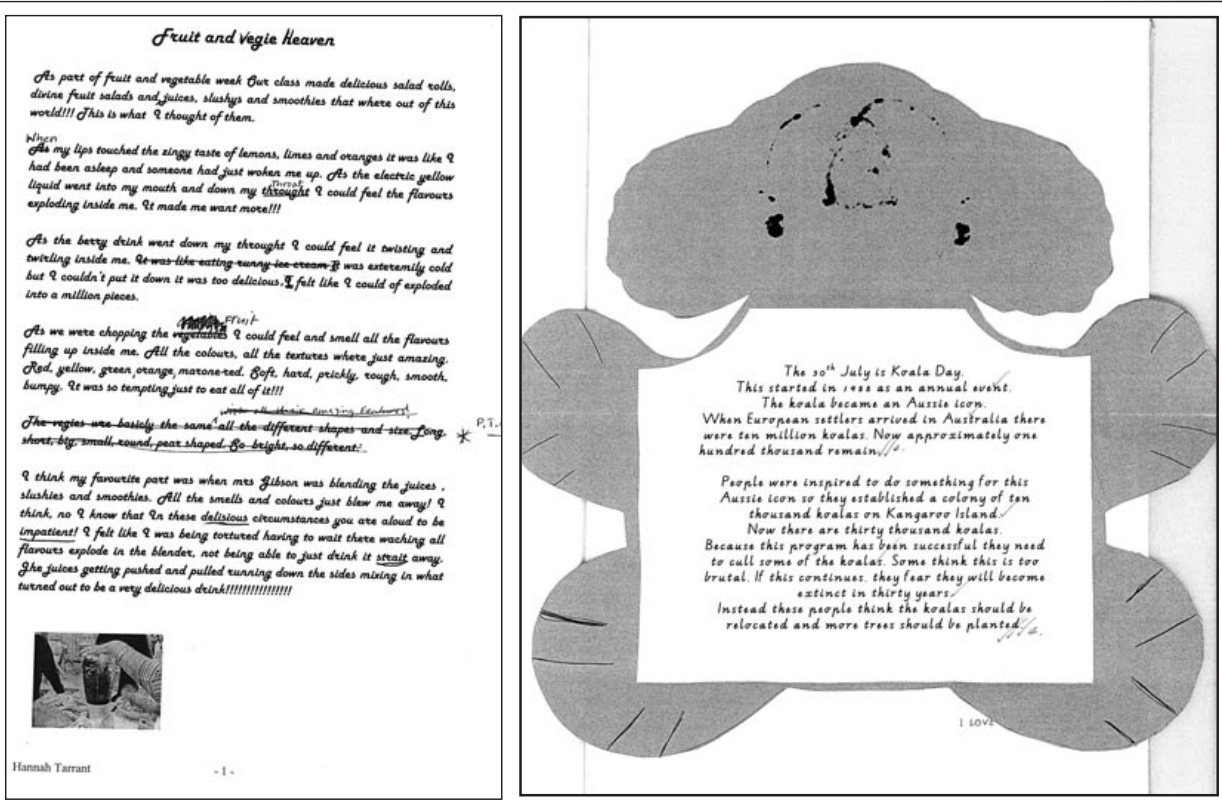 Fruit and Vegie Heaven
As part of fruit and vegetable week Our class made delicious salad rolls,
divine fruit salads and juices, slushys and smoothies that where out of this
world!!! This is what I thought of them.
When
As my lips touched the zingy taste of lemons, limes and oranges it was like I
had been asleep and someone had just woken me up. As the electric yellow
Throat
liquid went into my mouth and down my throught I could feel the flavours
exploding inside me. It made me want more!!!
As the berry drink went down my throught I could feel it twisting and
twirling inside me. It was like eating runny ice cream It was exteremily cold
but I couldn't put it down it was too delicious, I felt like I could of exploded
into a million pieces.
Fruit
As we were chopping the vegetables I could feel and smell all the flavours
filling up inside me. All the colours, all the textures where just amazing.
Red, yellow, green, orange, marone-red. Soft, hard, prickly, rough, smooth,
bumpy. It was so tempting just to eat all of it!!!
with all their amazing features!
The vegies are basicly the same all the different shapes and size. Long, * P.T.
short, big, small, round, pear shaped. So bright, so different.
I think my favourite part was when mrs Gibson was blending the juices ,
slushies and smoothies. All the smells and colours just blew me away! I
think, no I know that In these delisious circumstances you are aloud to be
impatient! I felt like I was being tortured having to wait there waching all
flavours explode in the blender, not being able to just drink it strait away.
The juices getting pushed and pulled running down the sides mixing in what
turned out to be a very delicious drink!!!!!!!!!!!!!!!!
Hannah Tarrant
- 1 -
The 30th July is Koala Day.
This started in 1988 as an annual event.
The koala became an Aussie icon.
When European settlers arrived in Australia there
were ten million koalas. Now approximately one
hundred thousand remain.
People were inspired to do something for this
Aussie icon so they established a colony of ten
thousand koalas on Kangaroo Island.
Now there are thirty thousand koalas.
Because this program has been successful they need
to cull some of the koalas. Some think this is too
brutal. If this continues, they fear they will become
extinct in thirty years.
Instead these people think the koalas should be
relocated and more trees should be planted.
I LOVE